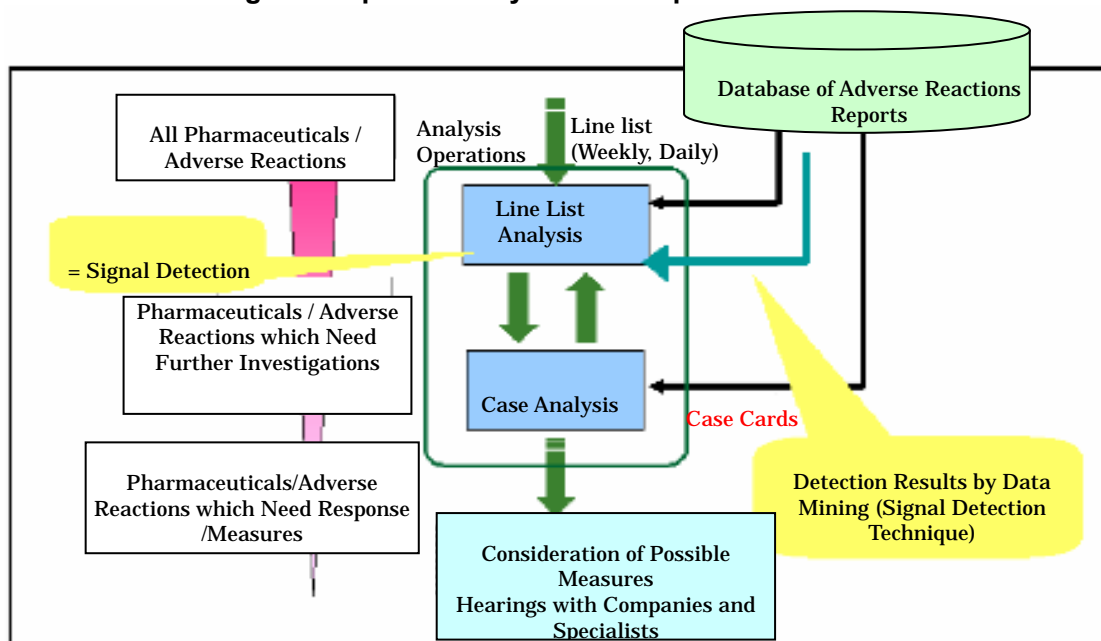 Database of Adverse Reactions
Reports
All Pharmaceuticals /
Adverse Reactions
Analysis
Operations
Line list
(Weekly, Daily)
Line List
Analysis
= Signal Detection
Pharmaceuticals / Adverse
Reactions which Need
Further Investigations
Case Analysis
Case Cards
Pharmaceuticals/Adverse
Reactions which Need Response
/Measures
Detection Results by Data
Mining (Signal Detection
Technique)
Consideration of Possible
Measures
Hearings with Companies and
Specialists